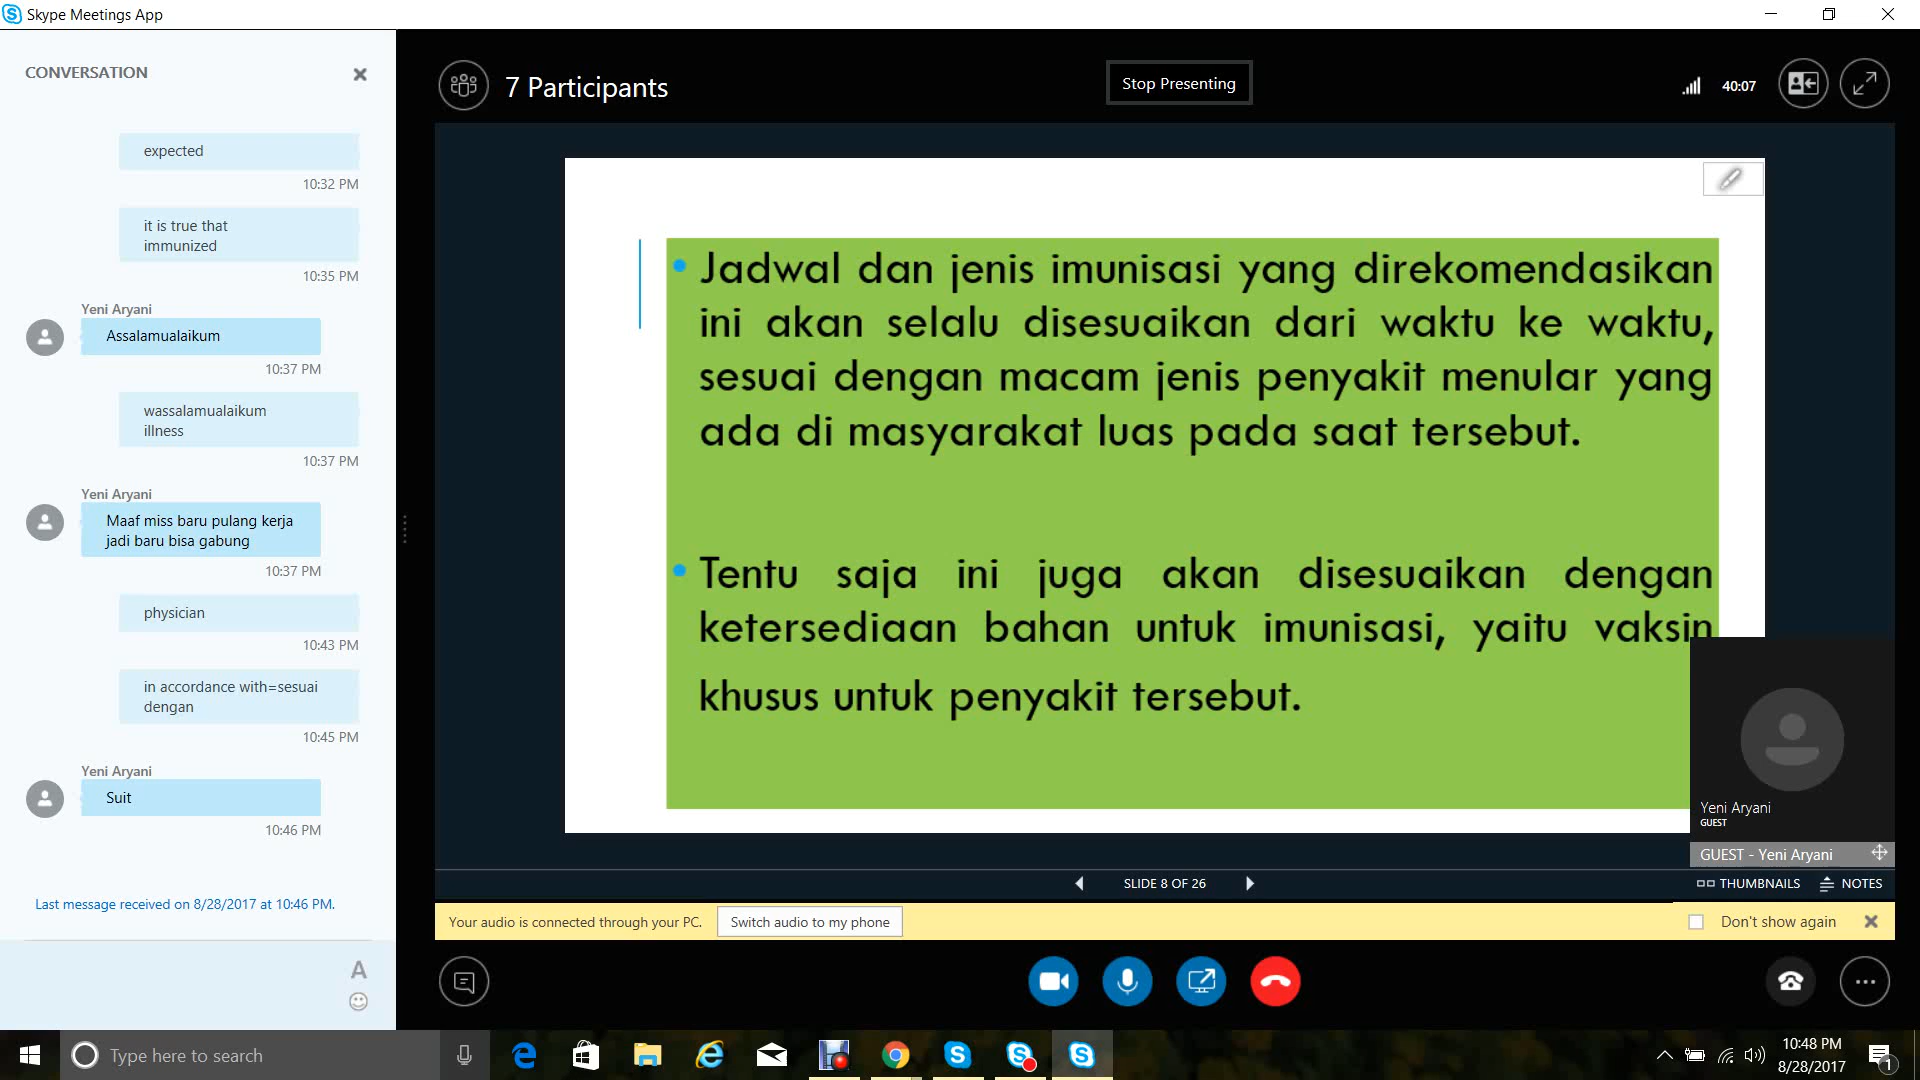 Skype Meetings App
CONVERSATION
expected
10:32 PM
it is true that
immunized
10:35 PM
Yeni Aryani
Assalamualaikum
10:37 PM
wassalamualaikum
illness
10:37 PM
Yeni Aryani
Maaf miss baru pulang kerja
jadi baru bisa gabung
10:37 PM
physician
10:43 PM
in accordance with=sesuai
dengan
10:45 PM
Yeni Aryani
Suit
10:46 PM
Last message received on 8/28/2017 at 10:46 PM.
A
7 Participants
Stop Presenting
40:07
• Jadwal dan jenis imunisasi yang direkomendasikan
ini akan selalu disesuaikan dari waktu ke waktu,
sesuai dengan macam jenis penyakit menular yang
ada di masyarakat luas pada saat tersebut.
• Tentu saja ini juga akan disesuaikan dengan
ketersediaan bahan untuk imunisasi, yaitu vaksin
khusus untuk penyakit tersebut.
Yeni Aryani
GUEST
GUEST - Yeni Aryani
SLIDE 8 OF 26
THUMBNAILS
NOTES
Your audio is connected through your PC.
Switch audio to my phone
Don't show again
Type here to search
10:48 PM
8/28/2017
1